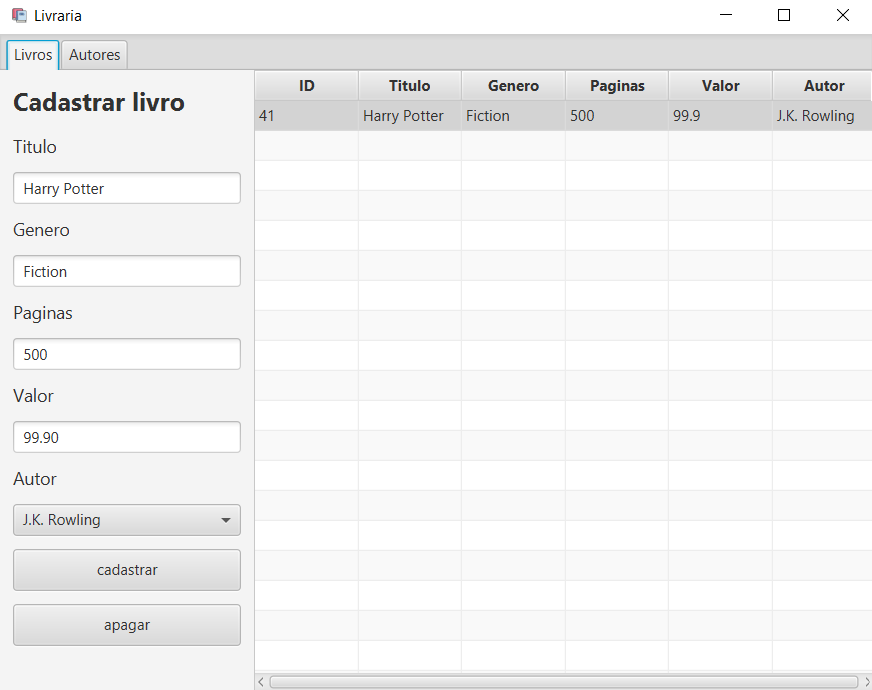 Livraria
Livros Autores
Cadastrar livro
Titulo
Harry Potter
Genero
Fiction
Paginas
500
Valor
99.90
Autor
J.K. Rowling
cadastrar
apagar
ID Titulo Genero Paginas Valor Autor
41 Harry Potter Fiction 500 99.9 J.K. Rowling